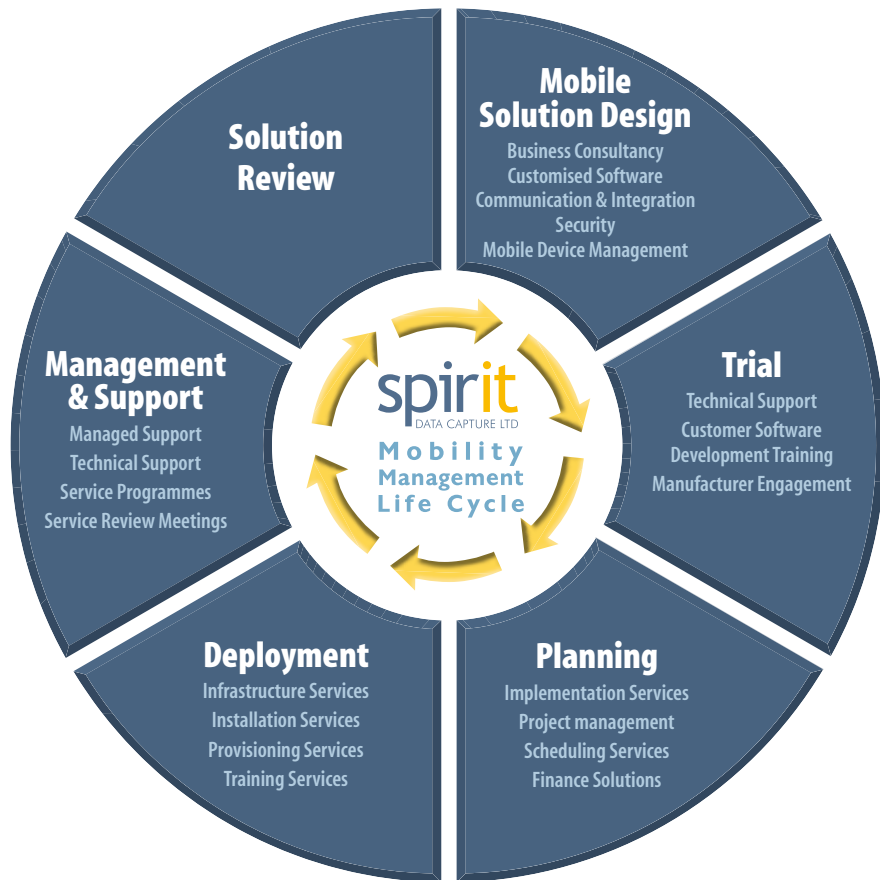 Mobile
Solution Design
Business Consultancy
Customised Software
Communication & Integration
Security
Mobile Device Management
Trial
Technical Support
Customer Software
Development Training
Manufacturer Engagement
Planning
Implementation Services
Project management
Scheduling Services
Finance Solutions
Deployment
Infrastructure Services
Installation Services
Provisioning Services
Training Services
Management
& Support
Managed Support
Technical Support
Service Programmes
Service Review Meetings
Solution
Review
spirit
DATA CAPTURE LTD
Mobility
Management
Life Cycle